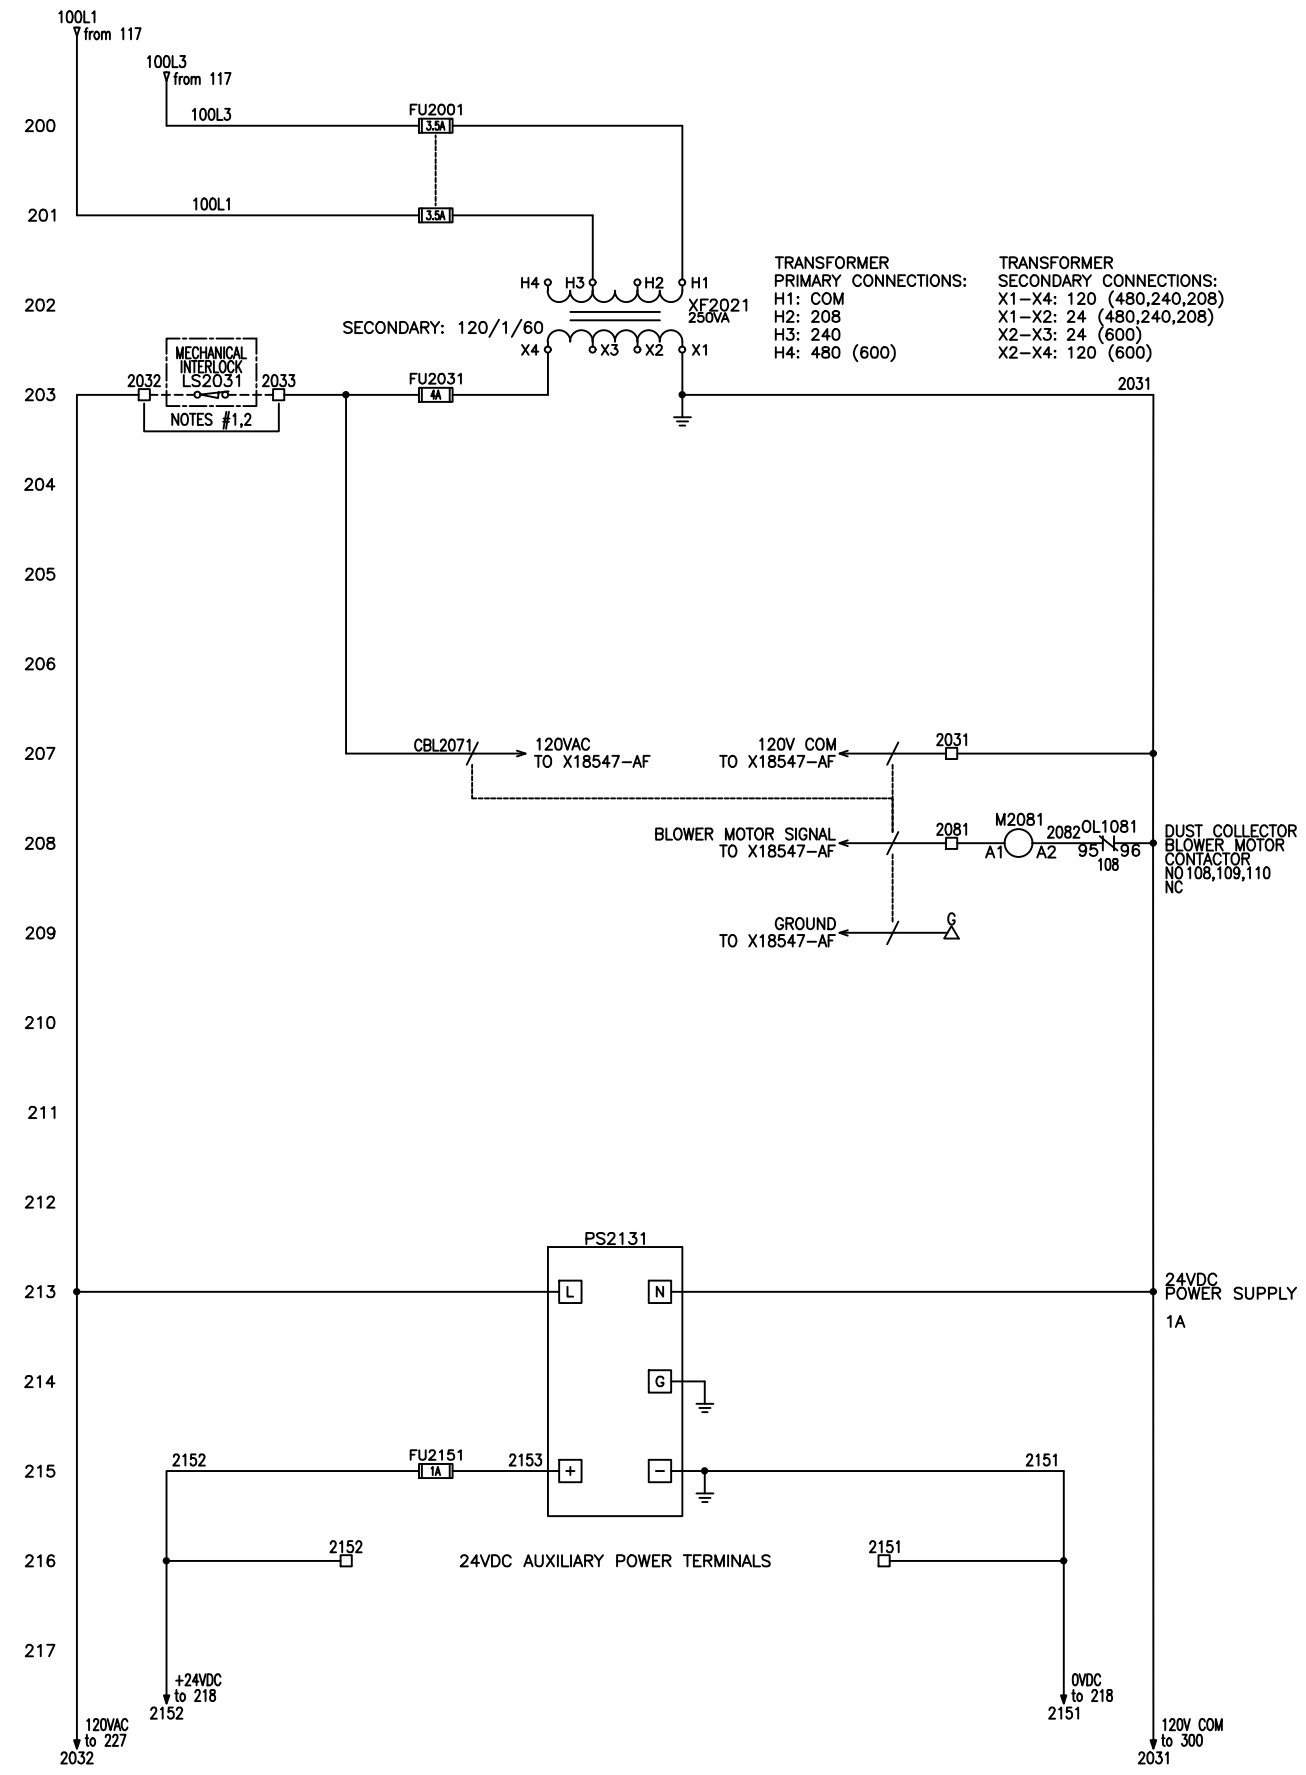 100L1
from 117
100L3
from 117
200
100L3
FU2001
3.5A
201
100L1
3.5A
202
H4 H3 H2 H1
XF2021
250VA
SECONDARY: 120/1/60
X4 X3 X2 X1
TRANSFORMER
PRIMARY CONNECTIONS:
H1: COM
H2: 208
H3: 240
H4: 480 (600)
TRANSFORMER
SECONDARY CONNECTIONS:
X1-X4: 120 (480,240,208)
X1-X2: 24 (480,240,208)
X2-X3: 24 (600)
X2-X4: 120 (600)
MECHANICAL
INTERLOCK
2032 LS2031 2033
203
FU2031
4A
2031
NOTES #1,2
204
205
206
207
CBL2071
120VAC
TO X18547-AF
120V COM
TO X18547-AF
2031
208
BLOWER MOTOR SIGNAL
TO X18547-AF
2081
M2081
A1 A2
2082
OL1081
95 96
108
DUST COLLECTOR
BLOWER MOTOR
CONTACTOR
NO 108,109,110
NC
209
GROUND
TO X18547-AF
G
210
211
212
PS2131
213
L N
24VDC
POWER SUPPLY
1A
214
G
215
2152
FU2151
1A
2153
+ −
2151
216
2152
24VDC AUXILIARY POWER TERMINALS
2151
217
+24VDC
to 218
2152
0VDC
to 218
2151
120VAC
to 227
2032
120V COM
to 300
2031